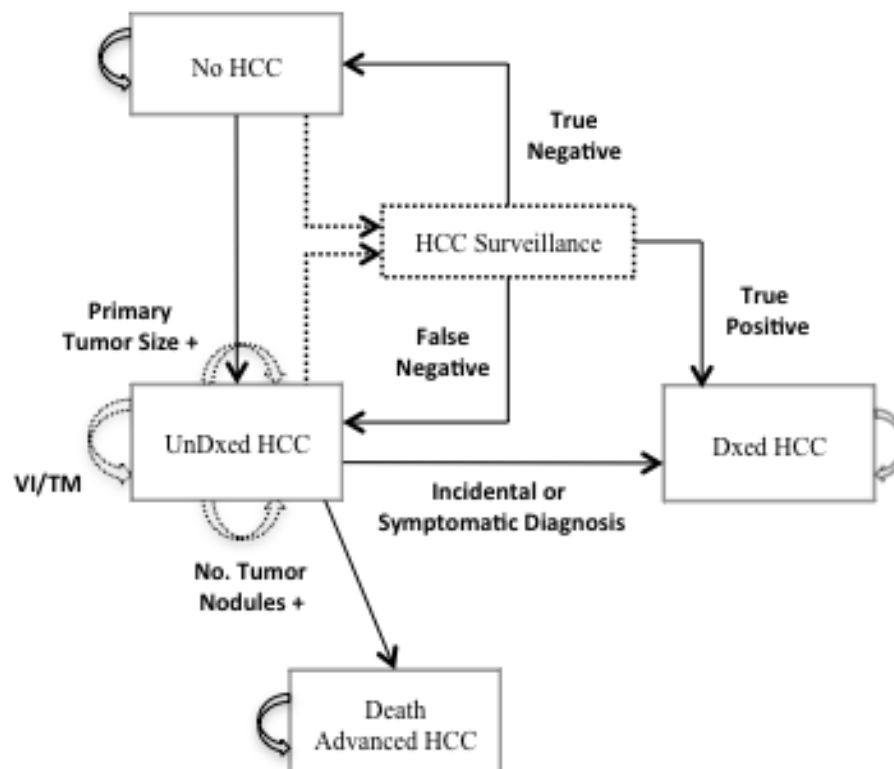 No HCC
True
Negative
HCC Surveillance
Primary
Tumor Size +
False
Negative
True
Positive
UnDxed HCC
Dxed HCC
VI/TM
Incidental or
Symptomatic Diagnosis
No. Tumor
Nodules +
Death
Advanced HCC